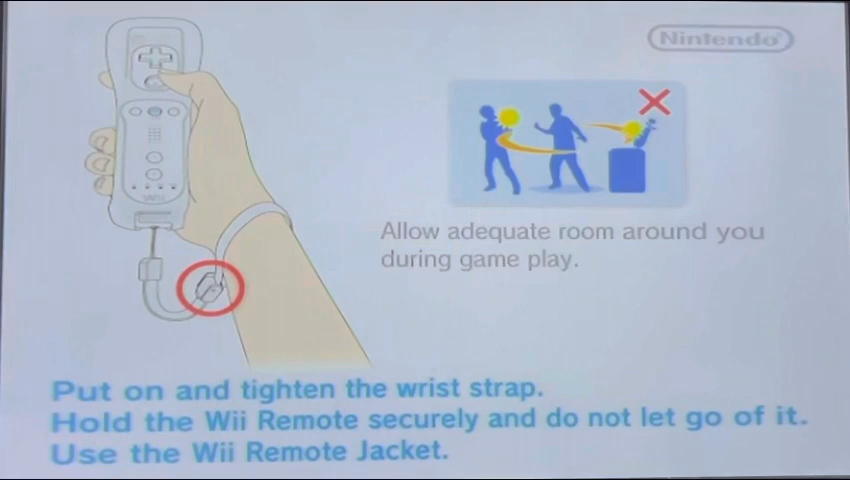 Nintendo
Allow adequate room around you
during game play.
Wii
Put on and tighten the wrist strap.
Hold the Wii Remote securely and do not let go of it.
Use the Wii Remote Jacket.